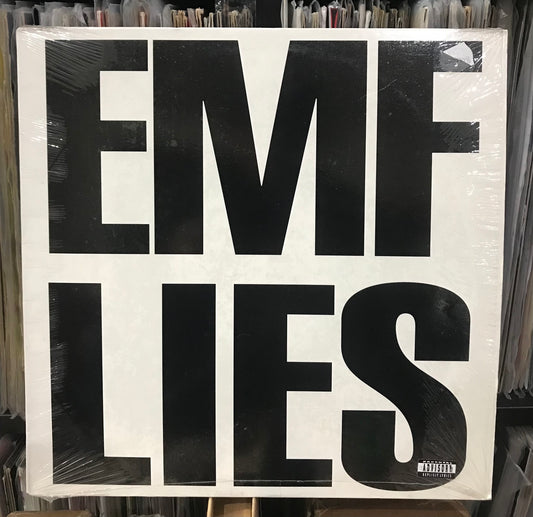 EMF
LIES
PARENTAL
ADVISORY
EXPLICIT LYRICS